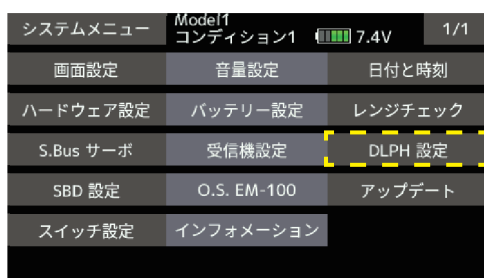 システムメニュー
Model1
コンディション1 7.4V
1/1
画面設定 音量設定 日付と時刻
ハードウェア設定 バッテリー設定 レンジチェック
S.Bus サーボ 受信機設定 DLPH 設定
SBD 設定 O.S. EM-100 アップデート
スイッチ設定 インフォメーション